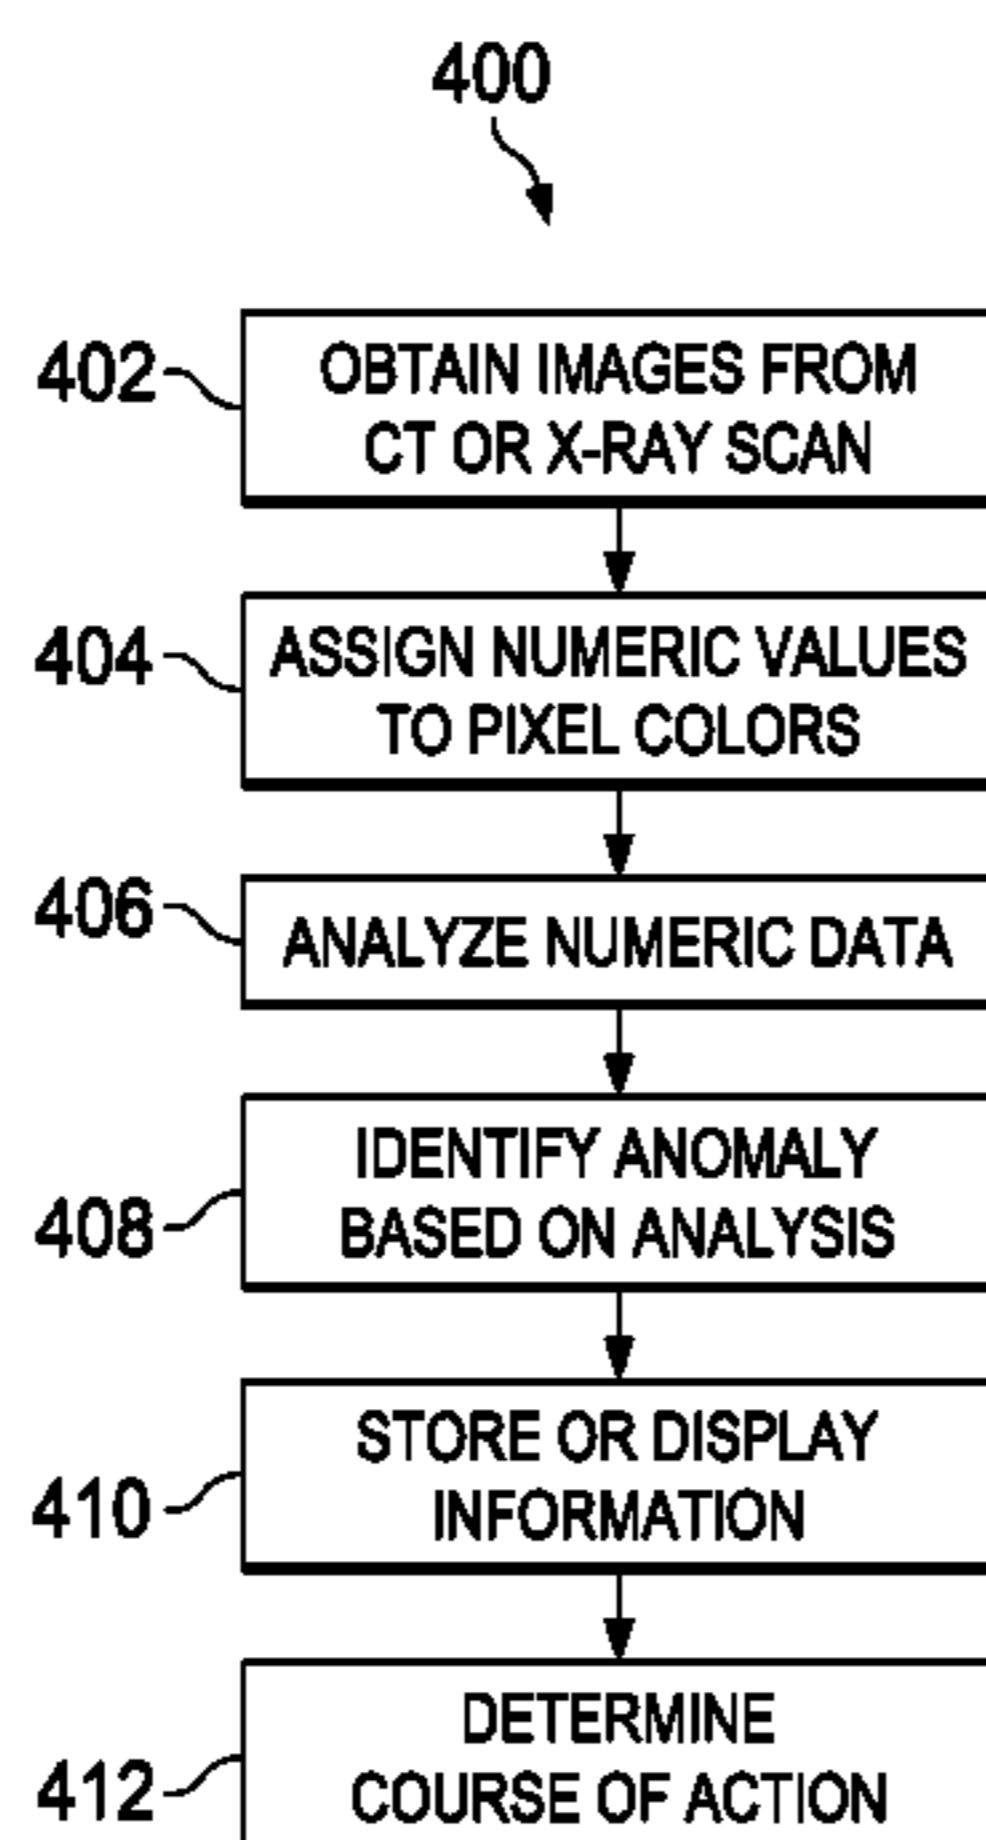 400
402
OBTAIN IMAGES FROM
CT OR X-RAY SCAN
404
ASSIGN NUMERIC VALUES
TO PIXEL COLORS
406
ANALYZE NUMERIC DATA
408
IDENTIFY ANOMALY
BASED ON ANALYSIS
410
STORE OR DISPLAY
INFORMATION
412
DETERMINE
COURSE OF ACTION